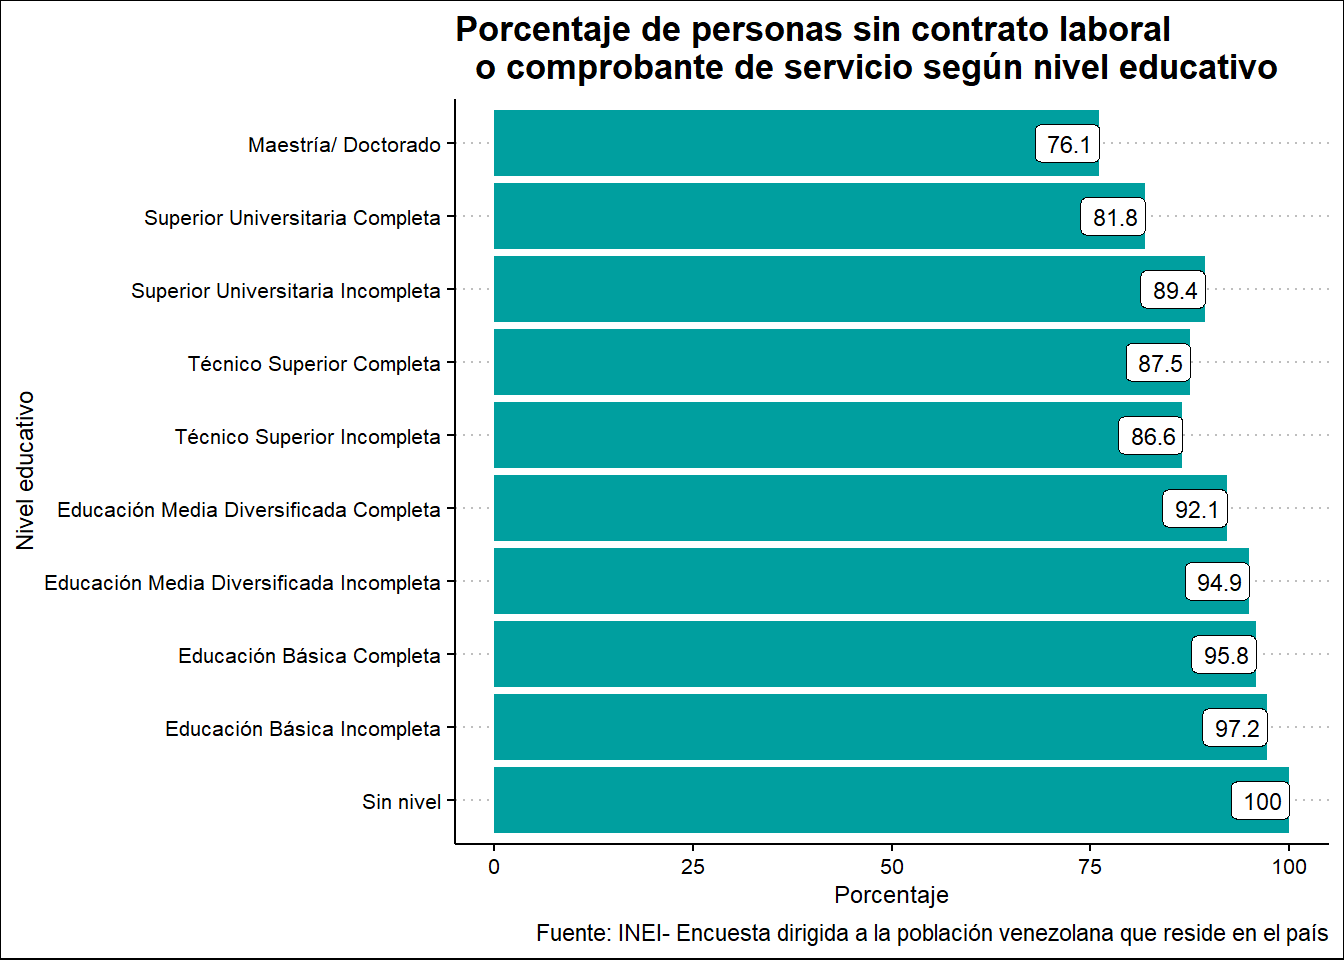 Porcentaje de personas sin contrato laboral
o comprobante de servicio según nivel educativo
Nivel educativo
Maestría/ Doctorado
76.1
Superior Universitaria Completa
81.8
Superior Universitaria Incompleta
89.4
Técnico Superior Completa
87.5
Técnico Superior Incompleta
86.6
Educación Media Diversificada Completa
92.1
Educación Media Diversificada Incompleta
94.9
Educación Básica Completa
95.8
Educación Básica Incompleta
97.2
Sin nivel
100
0 25 50 75 100
Porcentaje
Fuente: INEI- Encuesta dirigida a la población venezolana que reside en el país